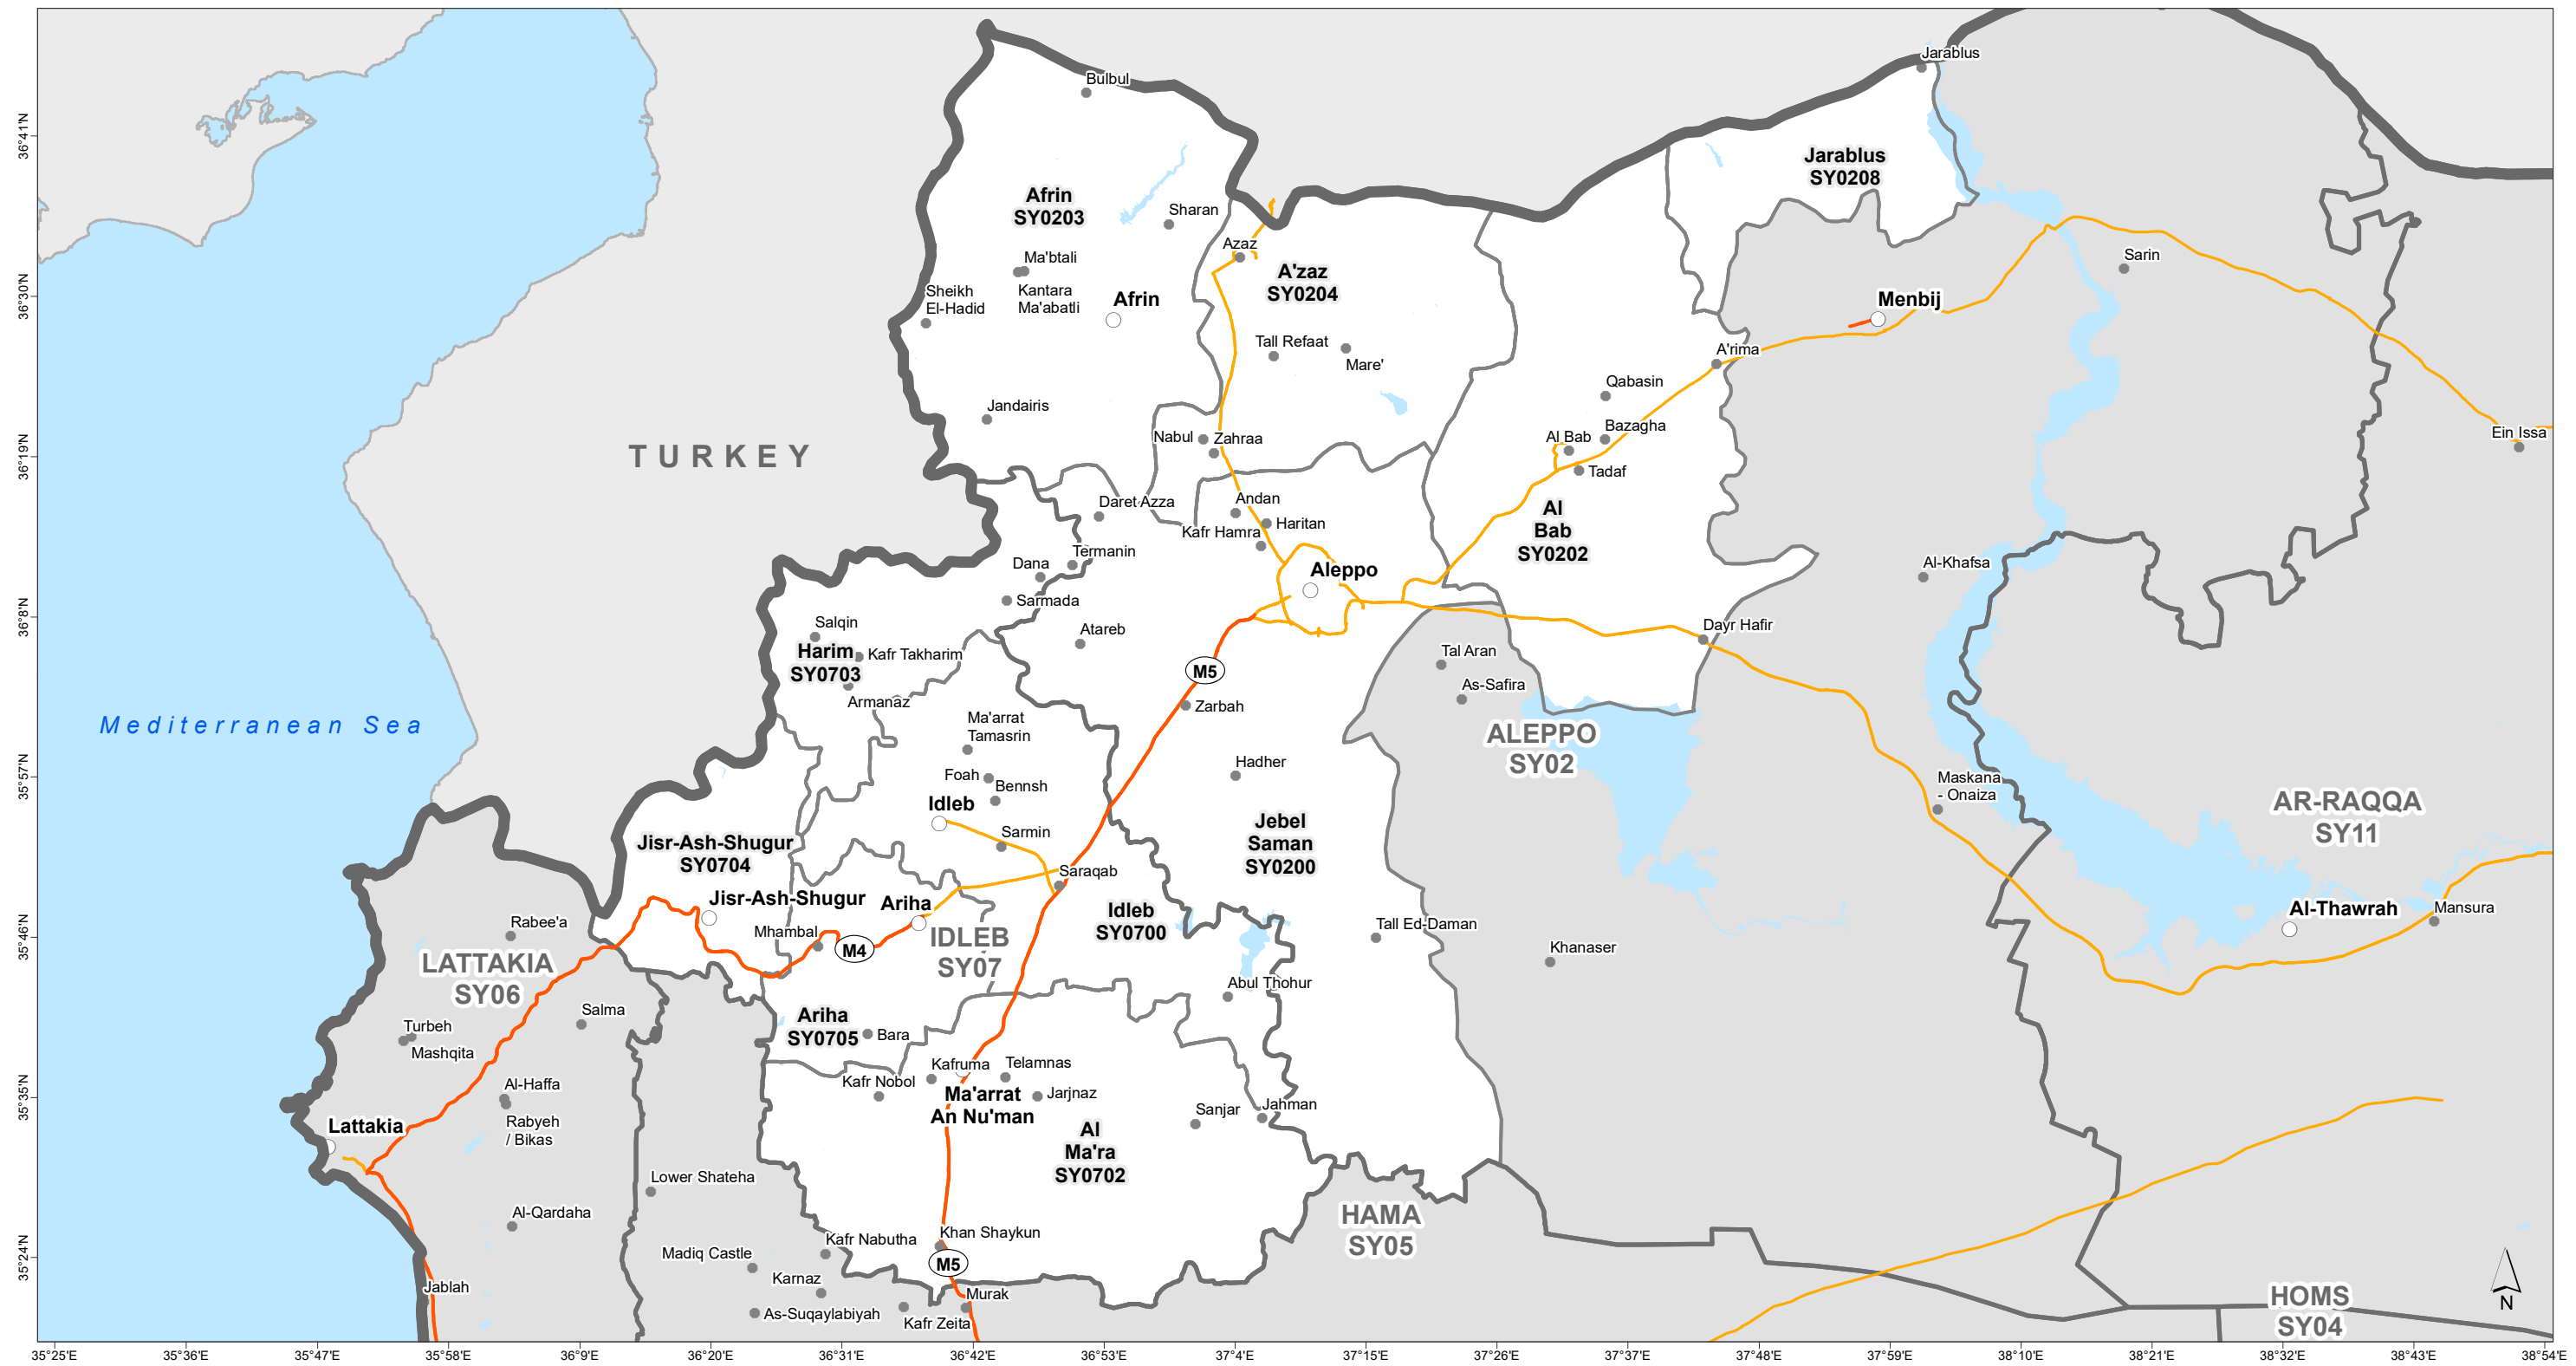 Jarablus
Bulbul
36°41'N
Jarablus
SY0208
Afrin
SY0203
Sharan
Azaz
Ma'btali
Sarin
A'zaz
SY0204
Sheikh
El-Hadid
Kantara
Ma'abatli
Afrin
Menbij
36°30'N
Tall Refaat
Mare'
A'rima
Qabasin
Jandairis
Bazagha
Nabul
Zahraa
Al Bab
Ein Issa
TURKEY
36°19'N
Tadaf
Daret Azza
Andan
Al
Bab
SY0202
Haritan
Kafr Hamra
Termanin
Dana
Aleppo
Al-Khafsa
Sarmada
36°8'N
Salqin
Atareb
Dayr Hafir
Harim
SY0703
Kafr Takharim
Tal Aran
M5
As-Safira
Armanaz
Zarbah
Ma'arrat
Tamasrin
Mediterranean Sea
ALEPPO
SY02
Hadher
35°57'N
Foah
Bennsh
Maskana
- Onaiza
Idleb
AR-RAQQA
SY11
Jebel
Saman
SY0200
Sarmin
Jisr-Ash-Shugur
SY0704
Saraqab
Jisr-Ash-Shugur
Ariha
Idleb
SY0700
Al-Thawrah
Mansura
Rabee'a
Mhambal
M4
IDLEB
SY07
Tall Ed-Daman
Khanaser
35°46'N
LATTAKIA
SY06
Abul Thohur
Salma
Ariha
SY0705
Bara
Turbeh
Mashqita
Kafruma
Telamnas
Al-Haffa
Kafr Nobol
Ma'arrat
An Nu'man
Jarjnaz
35°35'N
Sanjar
Jahman
Lattakia
Rabyeh
/ Bikas
Al
Ma'ra
SY0702
Lower Shateha
Al-Qardaha
HAMA
SY05
Kafr Nabutha
Khan Shaykun
Madiq Castle
M5
35°24'N
Karnaz
Jablah
Murak
As-Suqaylabiyah
Kafr Zeita
HOMS
SY04
N
35°25'E
35°36'E
35°47'E
35°58'E
36°9'E
36°20'E
36°31'E
36°42'E
36°53'E
37°4'E
37°15'E
37°26'E
37°37'E
37°48'E
37°59'E
38°10'E
38°21'E
38°32'E
38°43'E
38°54'E